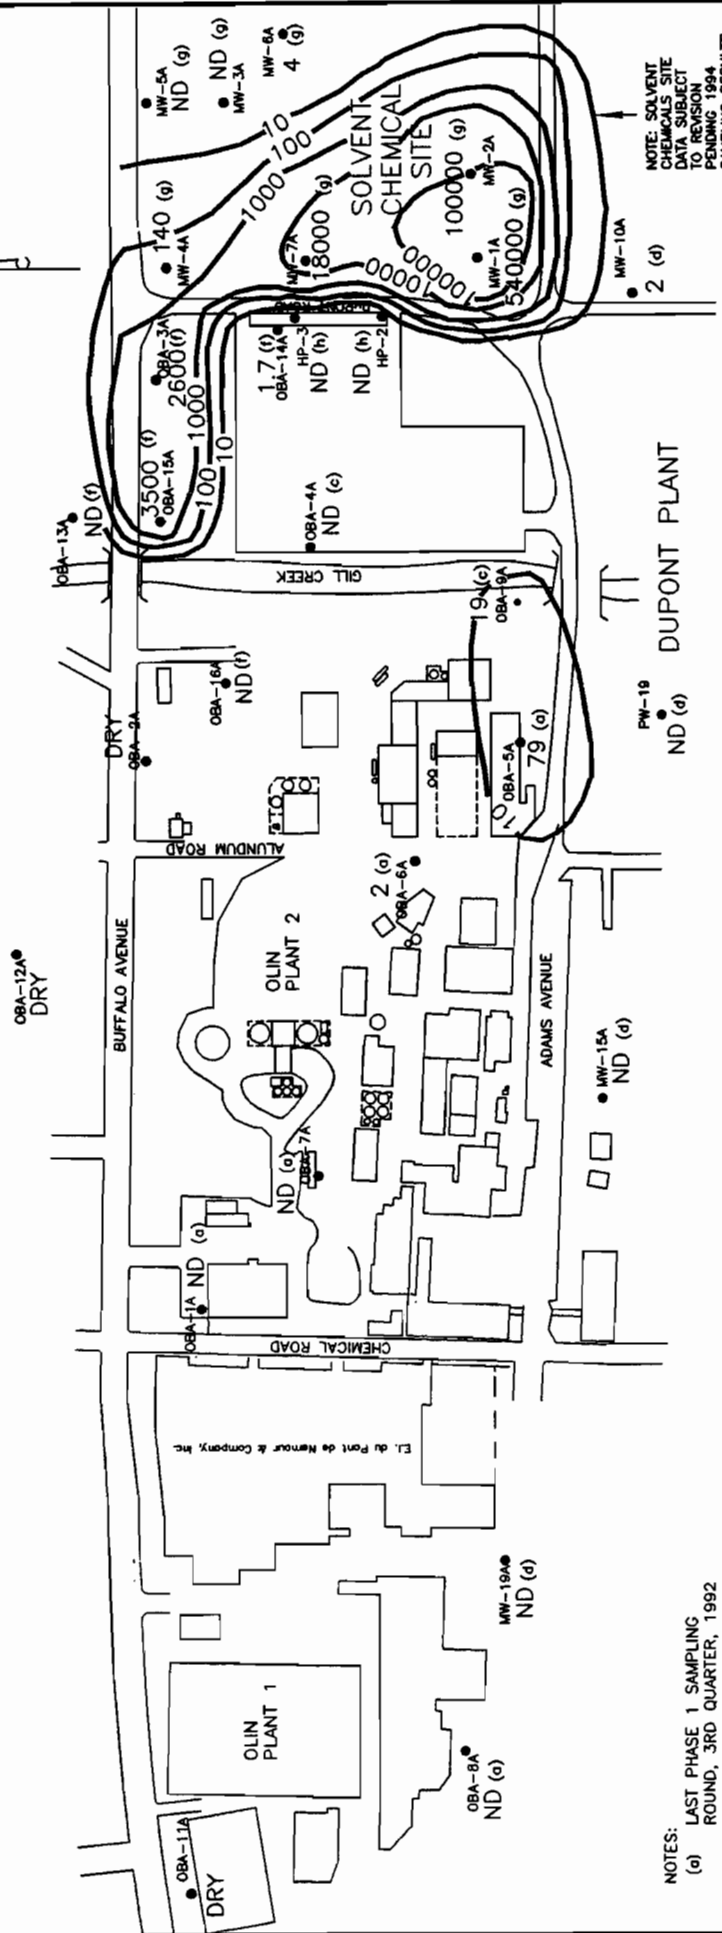 MW-5A
ND (g)
ND (g)
MW-3A
MW-6A
4 (g)
10
100
1000
SOLVENT
CHEMICAL
SITE
NOTE: SOLVENT
CHEMICALS SITE
DATA SUBJECT
TO REVISION
PENDING 1994
140 (g)
MW-4A
MW-7A
18000 (g)
100000 (g)
MW-2A
10000
100000
MW-1A
540000 (g)
MW-10A
2 (d)
OBA-3A
2600(f)
1000
3500 (f)
OBA-15A
100
10
1.7(f)
OBA-14A
HP-3
ND (h)
ND (h)
HP-2
OBA-13A
ND(f)
OBA-4A
ND (c)
GILL CREEK
19 (c)
OBA-9A
DUPONT PLANT
OBA-16A
ND(f)
DRY
OBA-2A
OBA-5A
79 (a)
10
PW-19
ND (d)
ALUNDUM ROAD
2 (a)
OBA-6A
OBA-12A
DRY
BUFFALO AVENUE
OLIN
PLANT 2
ADAMS AVENUE
MW-15A
ND (d)
ND (a)
OBA-7A
OBA-1A
ND (a)
CHEMICAL ROAD
E.I. du Pont de Nemour & Company, Inc.
MW-19A
ND (d)
OLIN
PLANT 1
OBA-8A
ND (a)
OBA-11A
DRY
NOTES:
(a) LAST PHASE 1 SAMPLING
ROUND, 3RD QUARTER, 1992